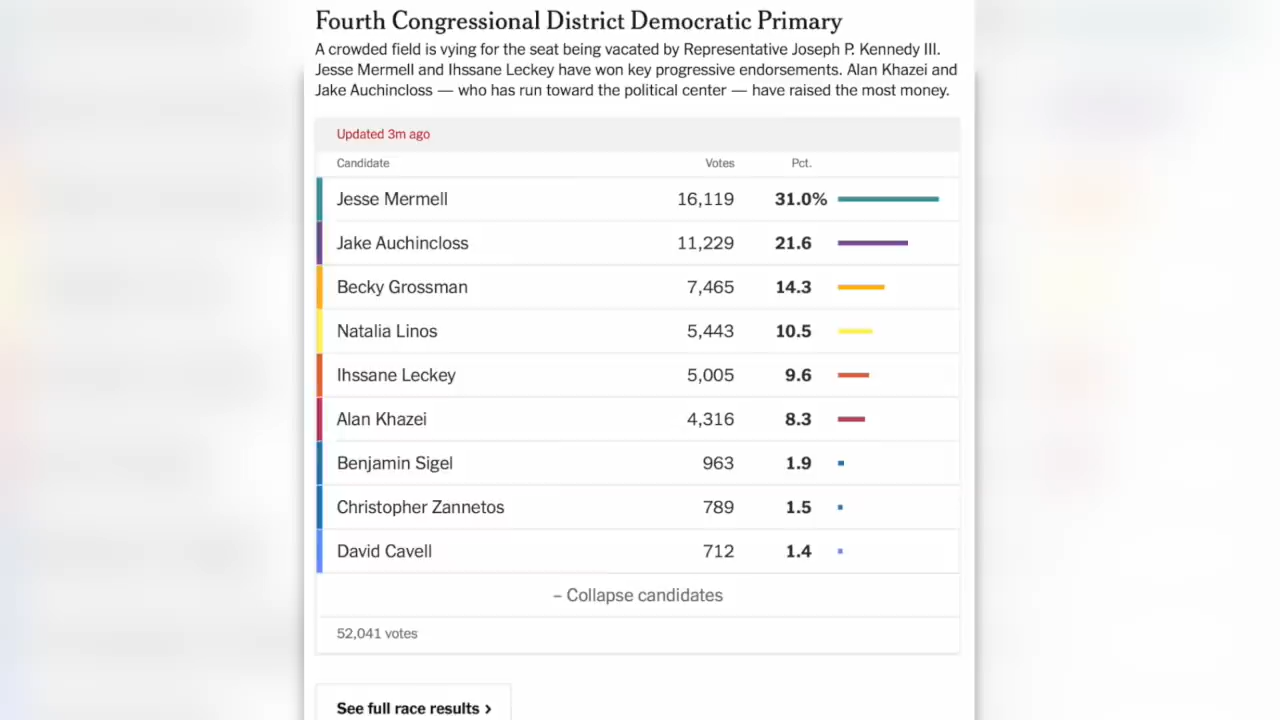 Fourth Congressional District Democratic Primary
A crowded field is vying for the seat being vacated by Representative Joseph P. Kennedy III.
Jesse Mermell and Ihssane Leckey have won key progressive endorsements. Alan Khazei and
Jake Auchincloss — who has run toward the political center — have raised the most money.
Updated 3m ago
Candidate Votes Pct.
Jesse Mermell 16,119 31.0%
Jake Auchincloss 11,229 21.6
Becky Grossman 7,465 14.3
Natalia Linos 5,443 10.5
Ihssane Leckey 5,005 9.6
Alan Khazei 4,316 8.3
Benjamin Sigel 963 1.9
Christopher Zannetos 789 1.5
David Cavell 712 1.4
– Collapse candidates
52,041 votes
See full race results ›